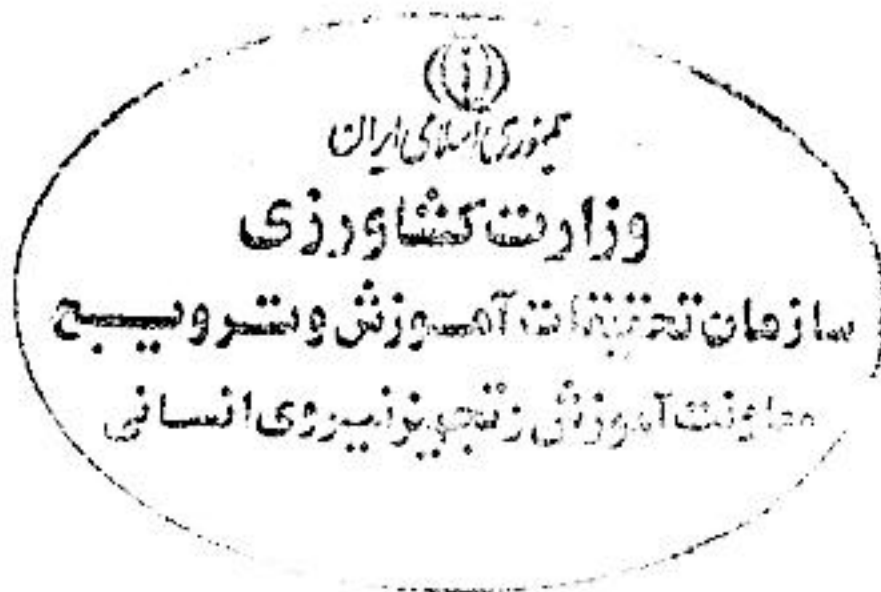 جمهوری اسلامی ایران
وزارت کشاورزی
سازمان تحقیقات آموزش و ترویج
معاونت آموزش و تجهیز نیروی انسانی